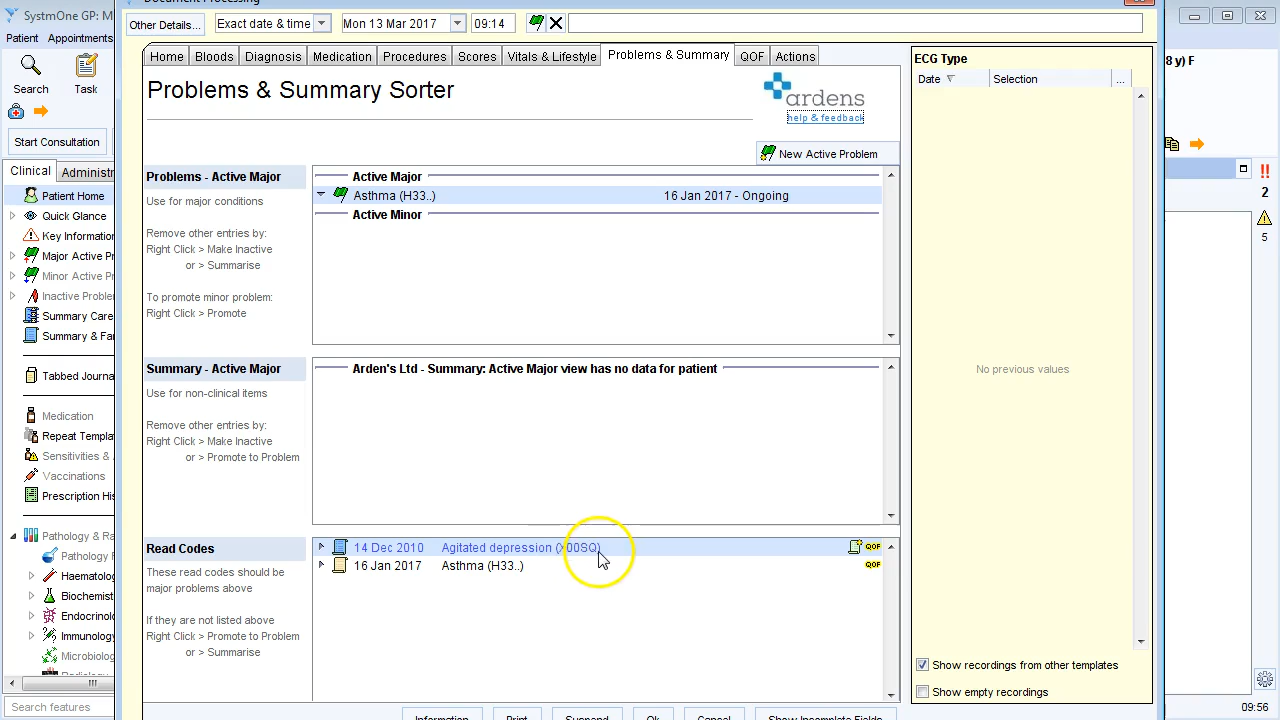 SystmOne GP: M
Document Processing
Patient
Appointments
Search
Task
Start Consultation
Clinical
Administr
Patient Home
Quick Glance
Key Information
Major Active Pr
Minor Active Pr
Inactive Proble
Summary Care
Summary & Fa
Tabbed Journa
Medication
Repeat Templa
Sensitivities &
Vaccinations
Prescription His
Pathology & Ra
Pathology
Haematolo
Biochemist
Endocrinol
Immunolog
Microbiolog
Search features
Other Details...
Exact date & time
Mon 13 Mar 2017
09:14
Home
Bloods
Diagnosis
Medication
Procedures
Scores
Vitals & Lifestyle
Problems & Summary
QOF
Actions
Problems & Summary Sorter
ardens
help & feedback
New Active Problem
Problems - Active Major
Use for major conditions
Remove other entries by:
Right Click > Make Inactive
or > Summarise
To promote minor problem:
Right Click > Promote
Active Major
Asthma (H33..) 16 Jan 2017 - Ongoing
Active Minor
Summary - Active Major
Use for non-clinical items
Remove other entries by:
Right Click > Make Inactive
or > Promote to Problem
Arden's Ltd - Summary: Active Major view has no data for patient
Read Codes
These read codes should be
major problems above
If they are not listed above
Right Click > Promote to Problem
or > Summarise
14 Dec 2010 Agitated depression (X00SQ) QOF
16 Jan 2017 Asthma (H33..) QOF
Information
Print
Suspend
Ok
Cancel
Show Incomplete Fields
ECG Type
Date Selection ...
No previous values
Show recordings from other templates
Show empty recordings
8 y) F
!!
2
5
09:56